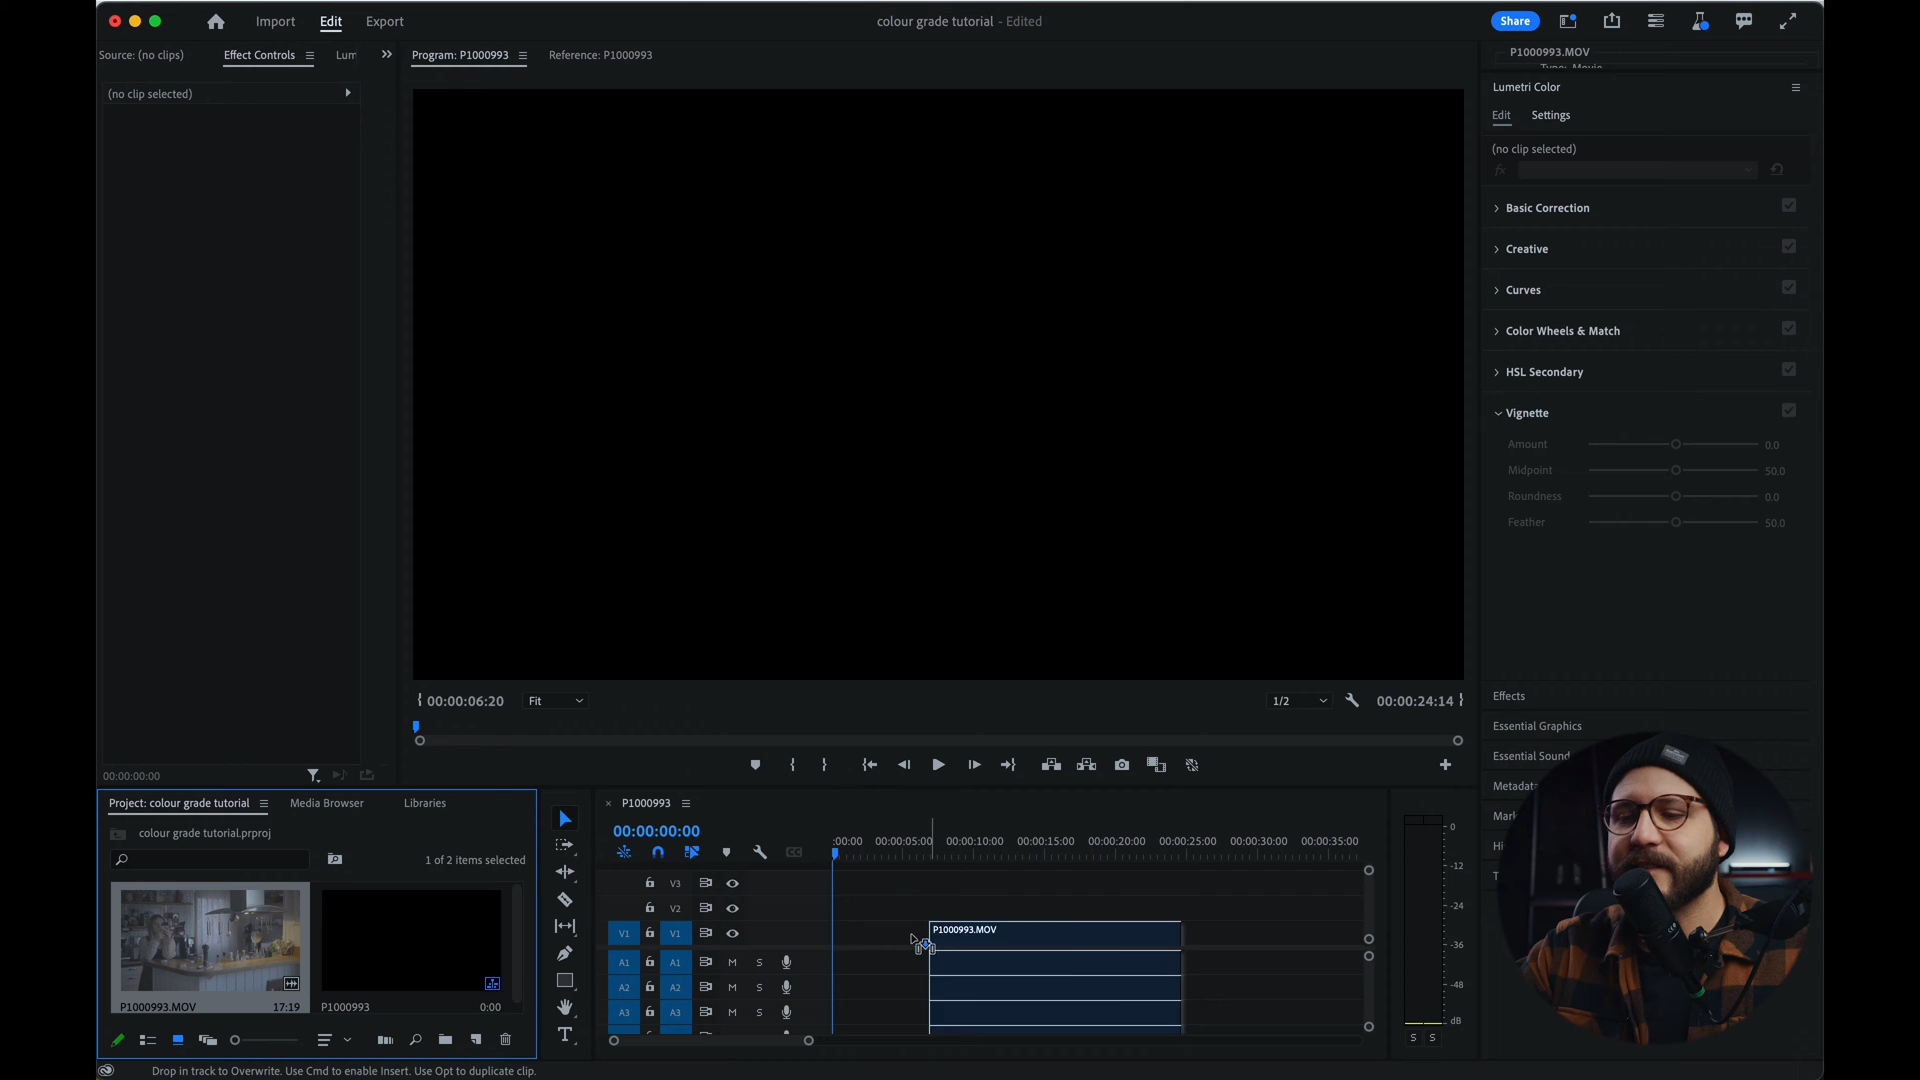 Import Edit Export
colour grade tutorial - Edited
Share
Source: (no clips) Effect Controls Lum
Program: P1000993 Reference: P1000993
P1000993.MOV
(no clip selected)
Lumetri Color
Edit Settings
(no clip selected)
fx
Basic Correction
Creative
Curves
Color Wheels & Match
HSL Secondary
Vignette
Amount 0.0
Midpoint 50.0
Roundness 0.0
Feather 50.0
Effects
Essential Graphics
Essential Sound
Metadata
00:00:06:20 Fit 1/2 00:00:24:14
00:00:00:00
Project: colour grade tutorial Media Browser Libraries
colour grade tutorial.prproj
1 of 2 items selected
P1000993.MOV 17:19 P1000993 0:00
P1000993
00:00:00:00
:00:00 00:00:05:00 00:00:10:00 00:00:15:00 00:00:20:00 00:00:25:00 00:00:30:00 00:00:35:00
V3
V2
V1 V1 P1000993.MOV
A1 A1 M S
A2 A2 M S
A3 A3 M S
0
-12
-24
-36
-48
dB
S S
Drop in track to Overwrite. Use Cmd to enable Insert. Use Opt to duplicate clip.